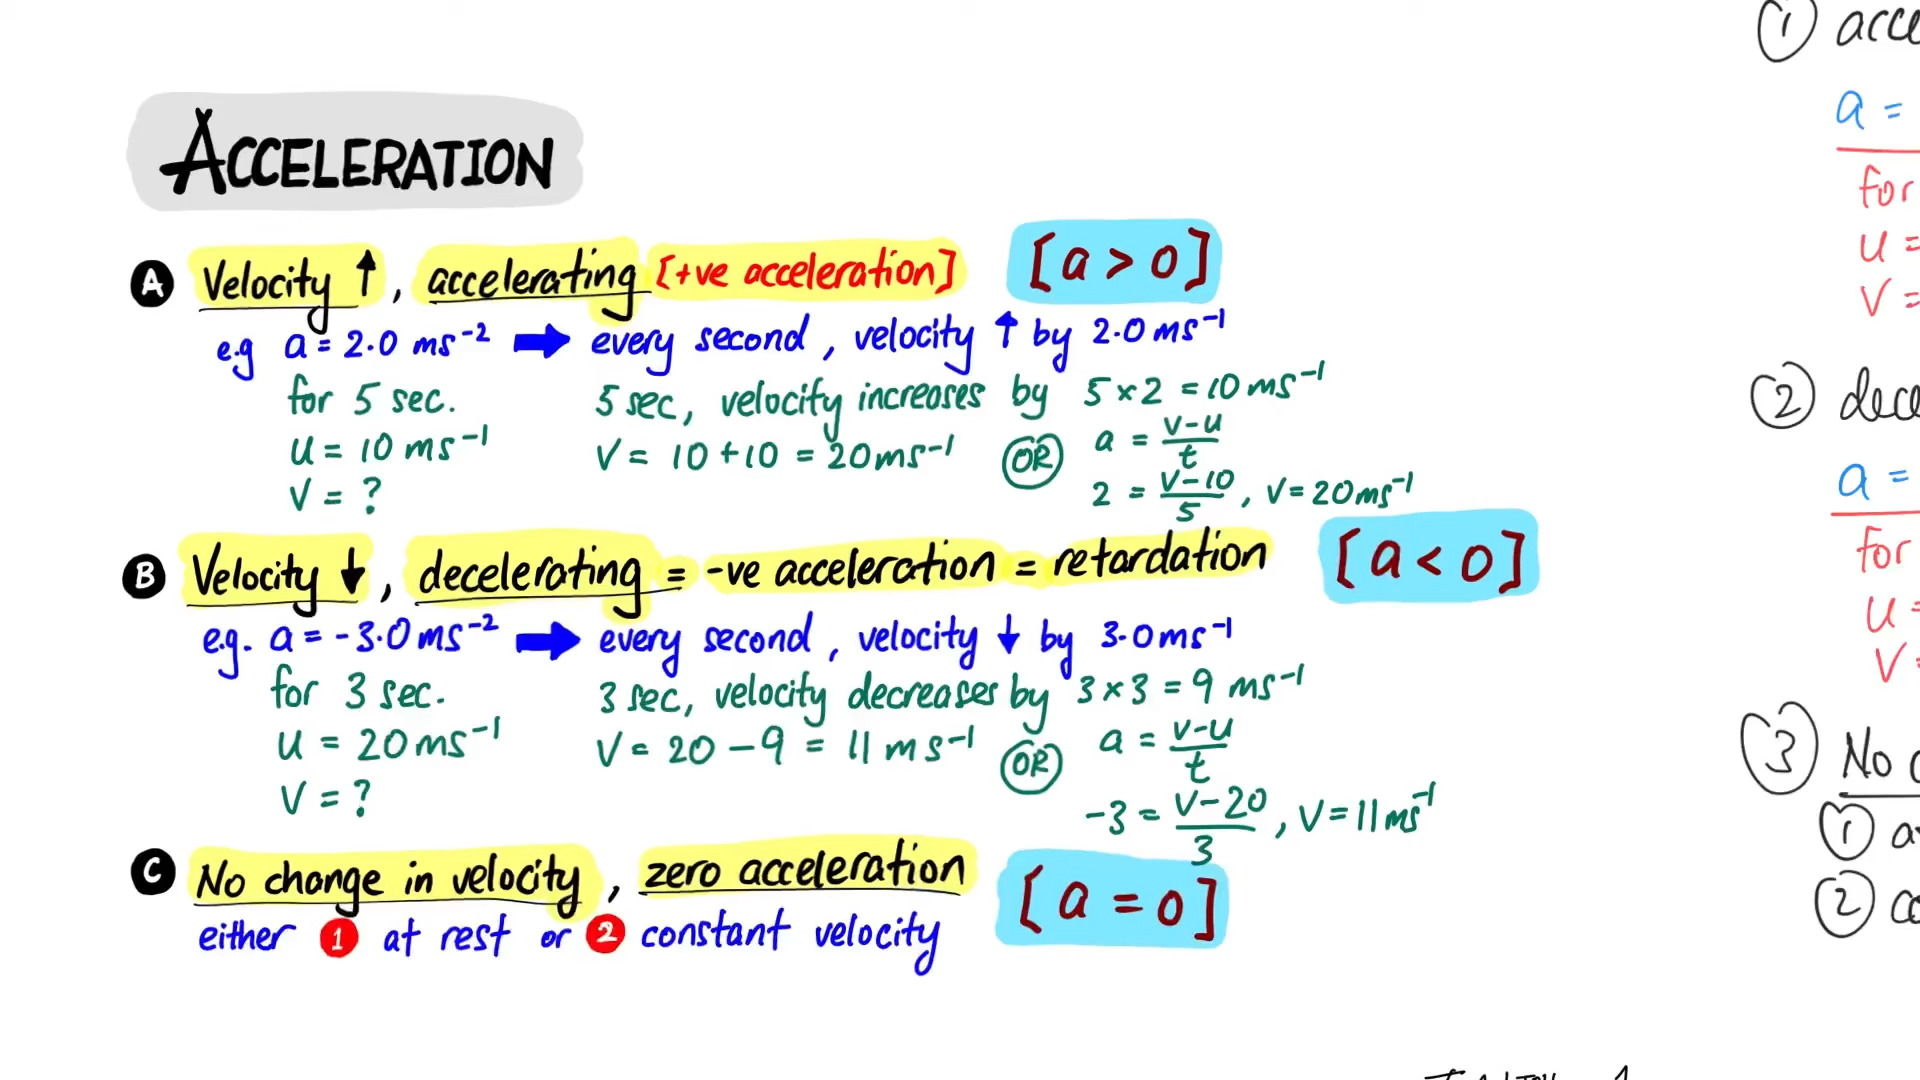 ACCELERATION
A Velocity ↑, accelerating [+ve acceleration] [a > 0]
e.g a = 2.0 ms⁻² ➡ every second, velocity ↑ by 2.0 ms⁻¹
for 5 sec. 5 sec, velocity increases by 5 × 2 = 10 ms⁻¹
u = 10 ms⁻¹ v = 10 + 10 = 20 ms⁻¹ OR a = (v-u)/t
v = ? 2 = (v-10)/5, v = 20 ms⁻¹
B Velocity ↓, decelerating = -ve acceleration = retardation [a < 0]
e.g. a = -3.0 ms⁻² ➡ every second, velocity ↓ by 3.0 ms⁻¹
for 3 sec. 3 sec, velocity decreases by 3 × 3 = 9 ms⁻¹
u = 20 ms⁻¹ v = 20 - 9 = 11 ms⁻¹ OR a = (v-u)/t
v = ? -3 = (v-20)/3, v = 11 ms⁻¹
C No change in velocity, zero acceleration [a = 0]
either 1 at rest or 2 constant velocity
1 acce
a =
for
u =
v =
2 dece
a =
for
u =
v =
3 No c
1 a
2 co